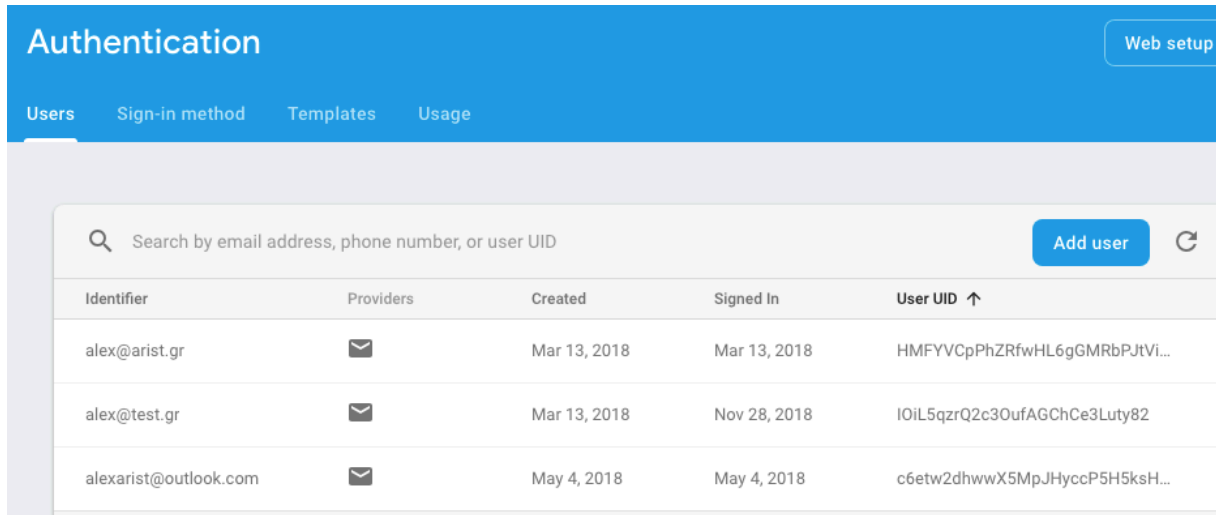 Authentication
Web setup
Users Sign-in method Templates Usage
Search by email address, phone number, or user UID Add user
Identifier Providers Created Signed In User UID ↑
alex@arist.gr Mar 13, 2018 Mar 13, 2018 HMFYVCpPhZRfwHL6gGMRbPJtVi...
alex@test.gr Mar 13, 2018 Nov 28, 2018 IOiL5qzrQ2c3OufAGChCe3Luty82
alexarist@outlook.com May 4, 2018 May 4, 2018 c6etw2dhwwX5MpJHyccP5H5ksH...